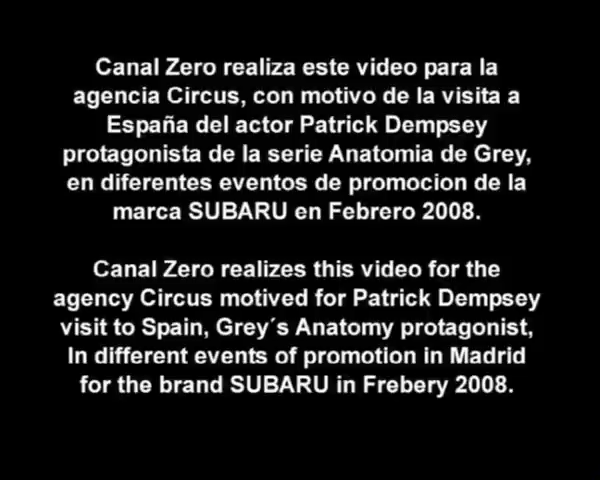 Canal Zero realiza este video para la
agencia Circus, con motivo de la visita a
España del actor Patrick Dempsey
protagonista de la serie Anatomia de Grey,
en diferentes eventos de promocion de la
marca SUBARU en Febrero 2008.
Canal Zero realizes this video for the
agency Circus motived for Patrick Dempsey
visit to Spain, Grey´s Anatomy protagonist,
In different events of promotion in Madrid
for the brand SUBARU in Frebery 2008.